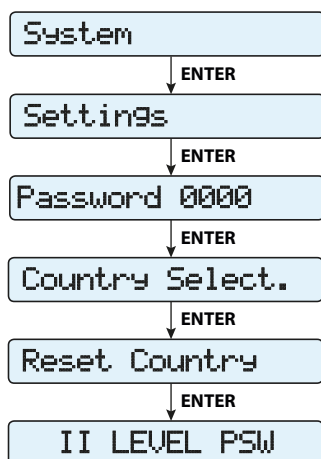 System
ENTER
Settings
ENTER
Password 0000
ENTER
Country Select.
ENTER
Reset Country
ENTER
II LEVEL PSW